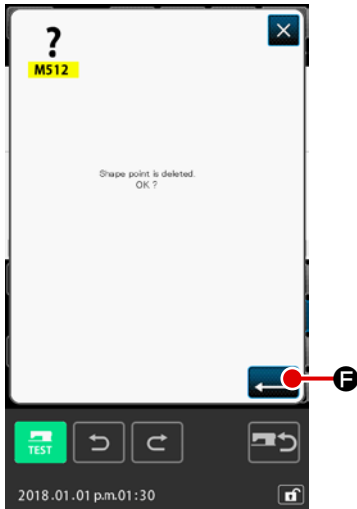 ?
M512
Shape point is deleted.
OK ?
F
TEST
2018.01.01 p.m.01:30